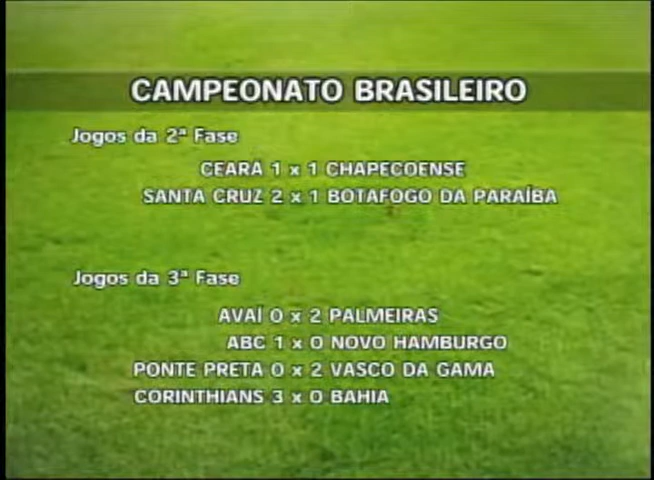 CAMPEONATO BRASILEIRO
Jogos da 2ª Fase
CEARÁ 1 x 1 CHAPECOENSE
SANTA CRUZ 2 x 1 BOTAFOGO DA PARAÍBA
Jogos da 3ª Fase
AVAÍ 0 x 2 PALMEIRAS
ABC 1 x 0 NOVO HAMBURGO
PONTE PRETA 0 x 2 VASCO DA GAMA
CORINTHIANS 3 x 0 BAHIA